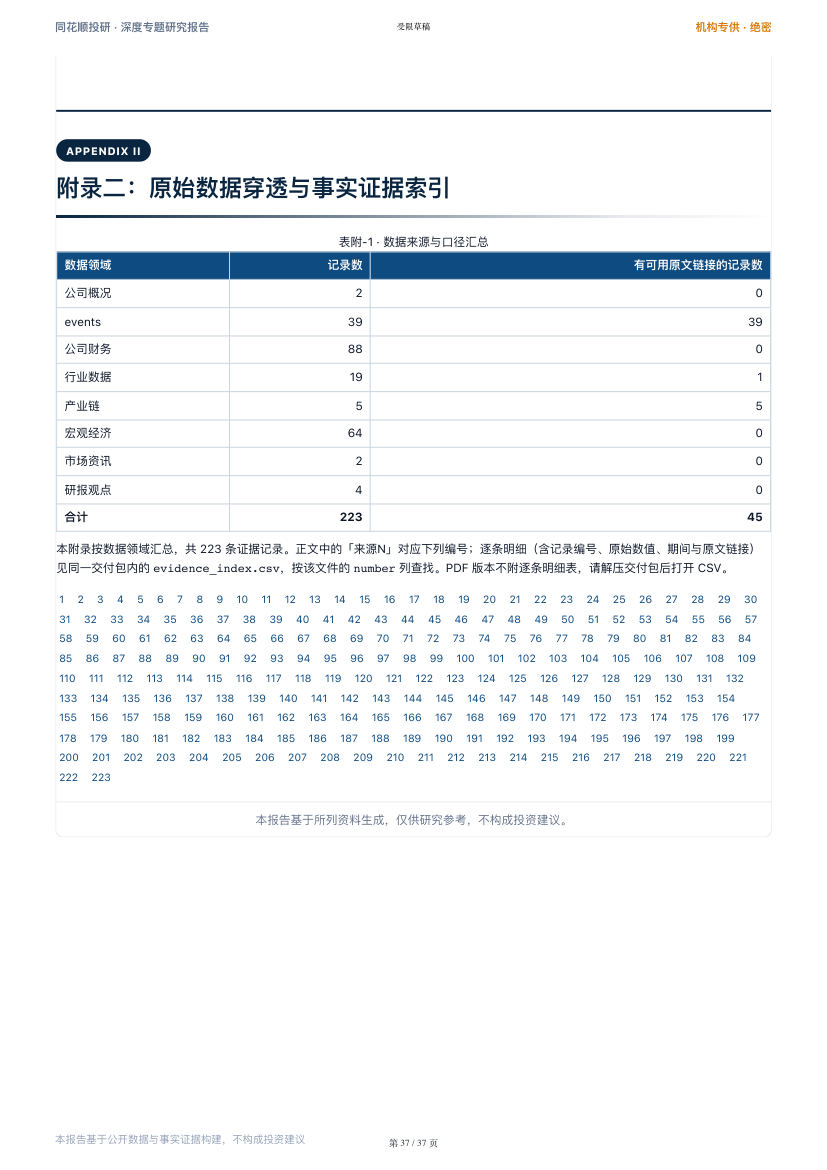 同花顺投研 · 深度专题研究报告 受限草稿 机构专供 · 绝密
APPENDIX II
附录二：原始数据穿透与事实证据索引
表附-1 · 数据来源与口径汇总
数据领域 记录数 有可用原文链接的记录数
公司概况 2 0
events 39 39
公司财务 88 0
行业数据 19 1
产业链 5 5
宏观经济 64 0
市场资讯 2 0
研报观点 4 0
合计 223 45
本附录按数据领域汇总，共 223 条证据记录。正文中的「来源N」对应下列编号；逐条明细（含记录编号、原始数值、期间与原文链接）
见同一交付包内的 evidence_index.csv，按该文件的 number 列查找。PDF 版本不附逐条明细表，请解压交付包后打开 CSV。
1 2 3 4 5 6 7 8 9 10 11 12 13 14 15 16 17 18 19 20 21 22 23 24 25 26 27 28 29 30
31 32 33 34 35 36 37 38 39 40 41 42 43 44 45 46 47 48 49 50 51 52 53 54 55 56 57
58 59 60 61 62 63 64 65 66 67 68 69 70 71 72 73 74 75 76 77 78 79 80 81 82 83 84
85 86 87 88 89 90 91 92 93 94 95 96 97 98 99 100 101 102 103 104 105 106 107 108 109
110 111 112 113 114 115 116 117 118 119 120 121 122 123 124 125 126 127 128 129 130 131 132
133 134 135 136 137 138 139 140 141 142 143 144 145 146 147 148 149 150 151 152 153 154
155 156 157 158 159 160 161 162 163 164 165 166 167 168 169 170 171 172 173 174 175 176 177
178 179 180 181 182 183 184 185 186 187 188 189 190 191 192 193 194 195 196 197 198 199
200 201 202 203 204 205 206 207 208 209 210 211 212 213 214 215 216 217 218 219 220 221
222 223
本报告基于所列资料生成，仅供研究参考，不构成投资建议。
本报告基于公开数据与事实证据构建，不构成投资建议 第 37 / 37 页